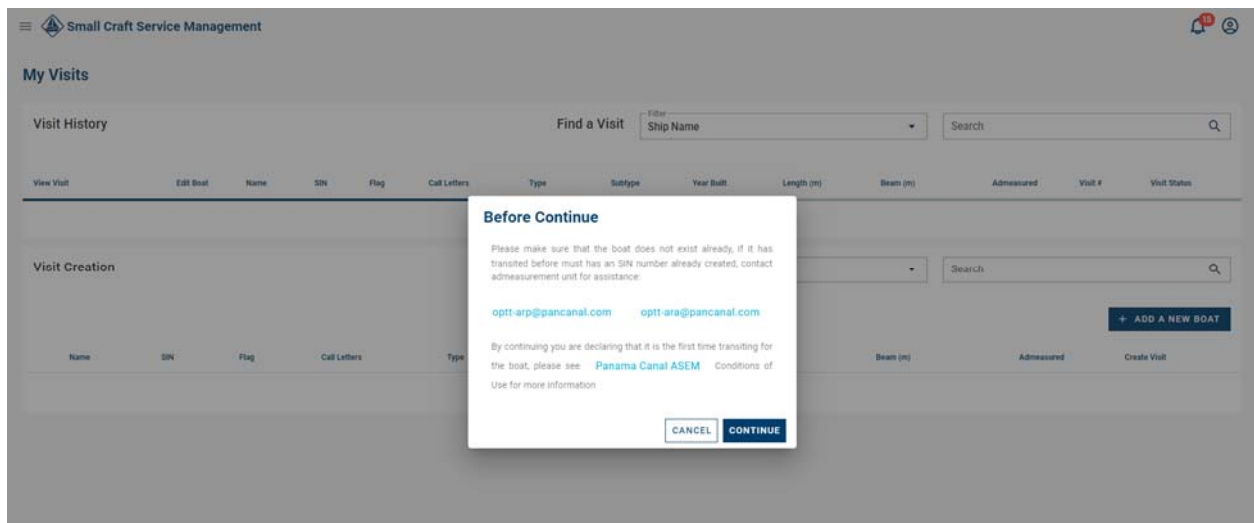 Small Craft Service Management
15
My Visits
Visit History
Find a Visit
Filter
Ship Name
Search
View Visit Edit Boat Name SIN Flag Call Letters Type Subtype Year Built Length (m) Beam (m) Admeasured Visit # Visit Status
Before Continue
Please make sure that the boat does not exist already, if it has
transited before must has an SIN number already created, contact
admeasurement unit for assistance:
optt-arp@pancanal.com optt-ara@pancanal.com
By continuing you are declaring that it is the first time transiting for
the boat, please see Panama Canal ASEM Conditions of
Use for more information
CANCEL CONTINUE
Visit Creation
Search
+ ADD A NEW BOAT
Name SIN Flag Call Letters Type Beam (m) Admeasured Create Visit